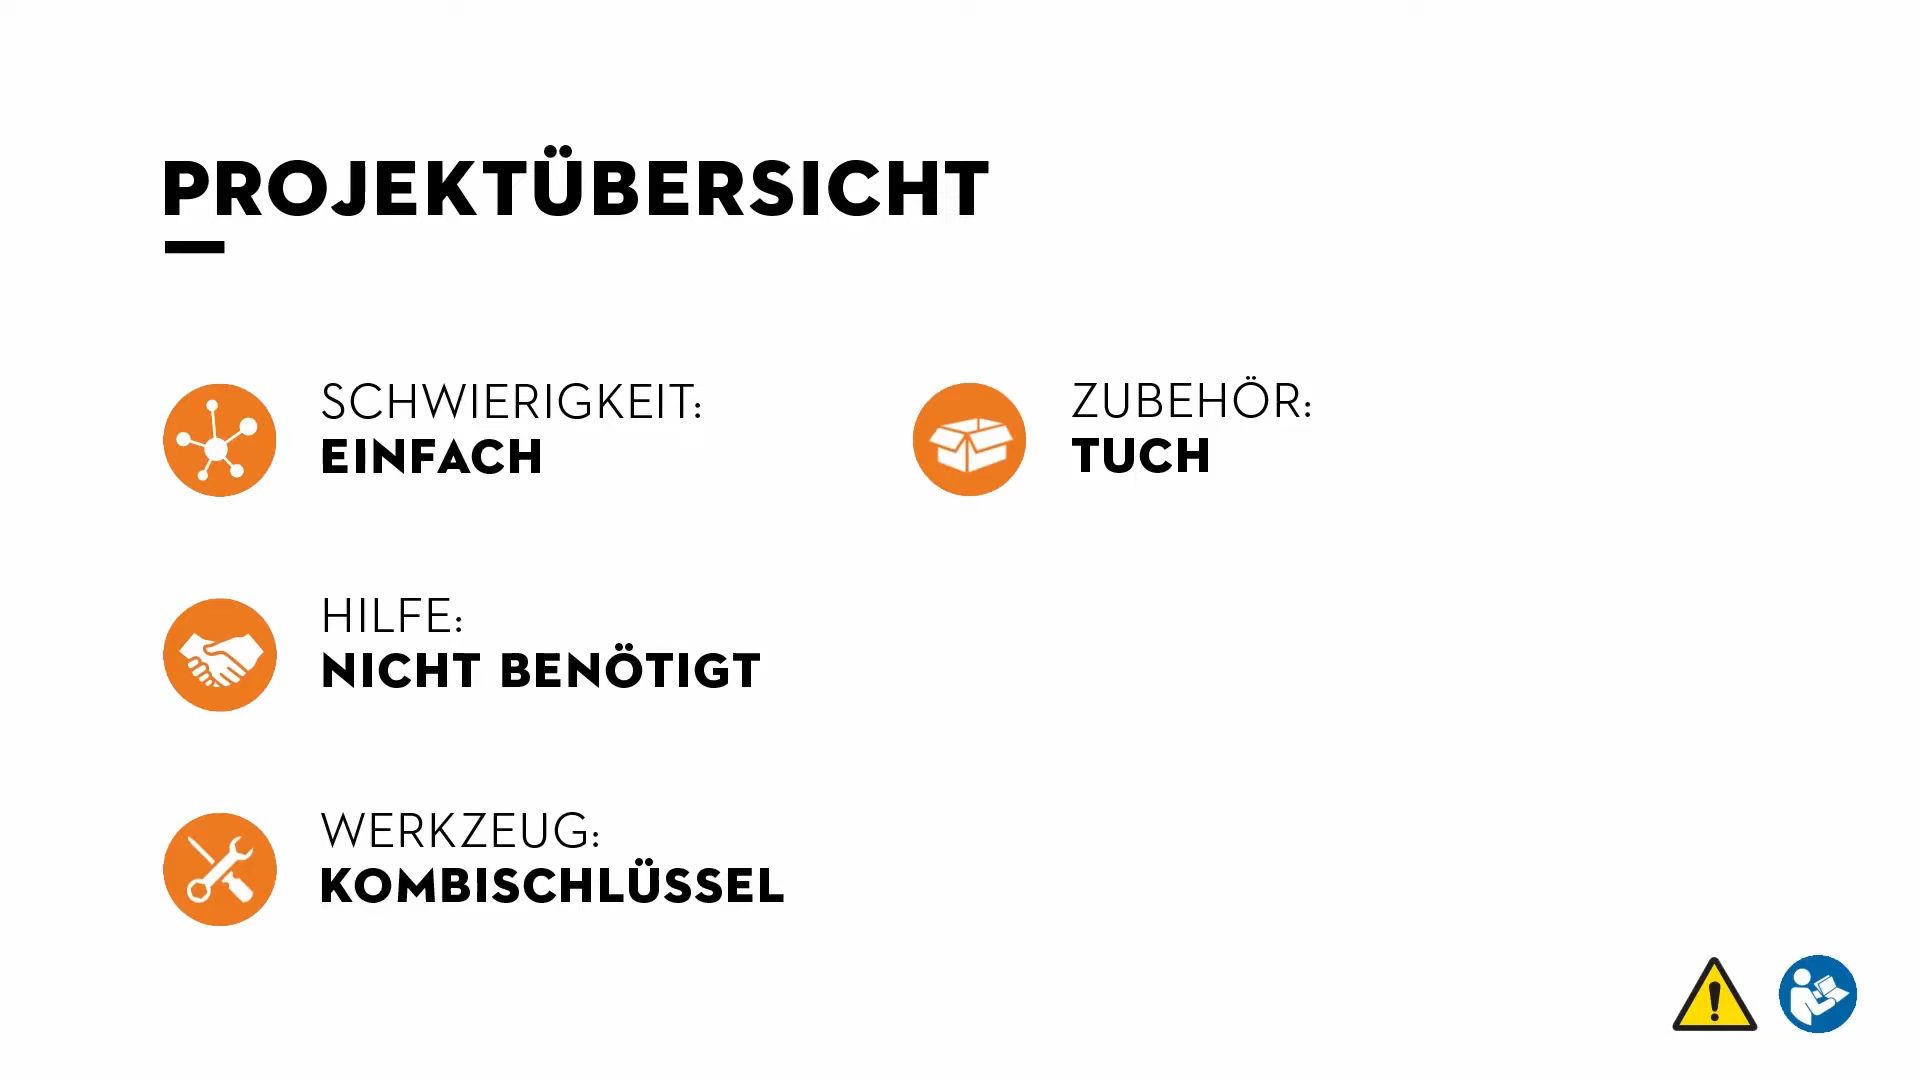 PROJEKTÜBERSICHT
SCHWIERIGKEIT:
EINFACH
HILFE:
NICHT BENÖTIGT
WERKZEUG:
KOMBISCHLÜSSEL
ZUBEHÖR:
TUCH